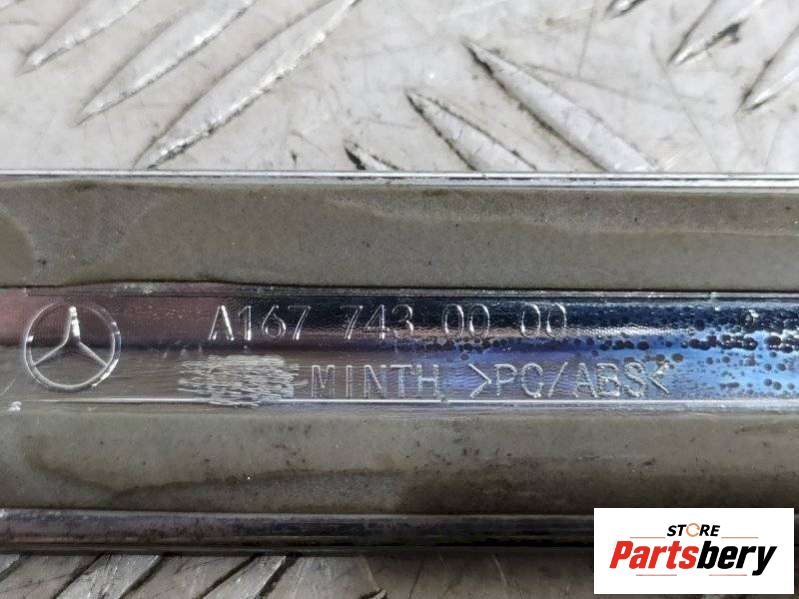 A167 743 00 00
MINTH >PC/ABS<
STORE
Partsbery